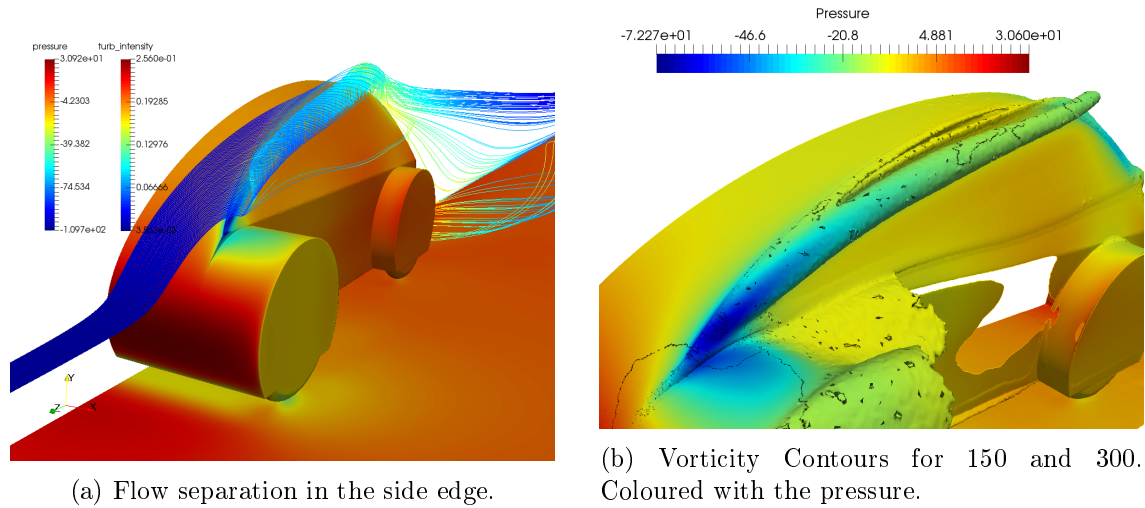 pressure turb_intensity
3.092e+01 2.560e-01
-4.2303 0.19285
-39.382 0.12976
-74.534 0.06666
-1.097e+02
Y
Z X
Pressure
-7.227e+01 -46.6 -20.8 4.881 3.060e+01
(a) Flow separation in the side edge.
(b) Vorticity Contours for 150 and 300.
Coloured with the pressure.